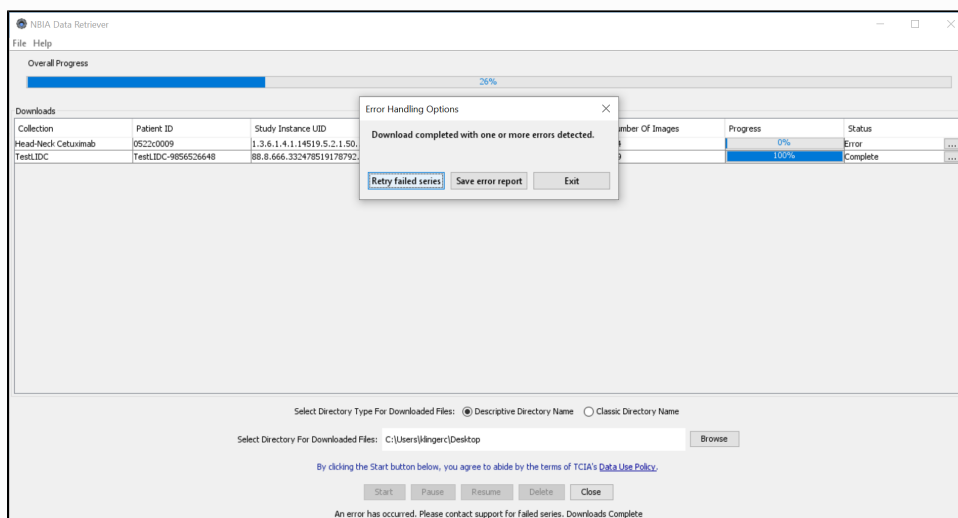 NBIA Data Retriever
File Help
Overall Progress
26%
Downloads
Collection Patient ID Study Instance UID Number Of Images Progress Status
Head-Neck Cetuximab 0522c0009 1.3.6.1.4.1.14519.5.2.1.50. 0% Error ...
TestLIDC TestLIDC-9856526648 88.8.666.332478519178792. 100% Complete ...
Error Handling Options
Download completed with one or more errors detected.
Retry failed series Save error report Exit
Select Directory Type For Downloaded Files: Descriptive Directory Name Classic Directory Name
Select Directory For Downloaded Files: C:\Users\klingerc\Desktop Browse
By clicking the Start button below, you agree to abide by the terms of TCIA's Data Use Policy.
Start Pause Resume Delete Close
An error has occurred. Please contact support for failed series. Downloads Complete